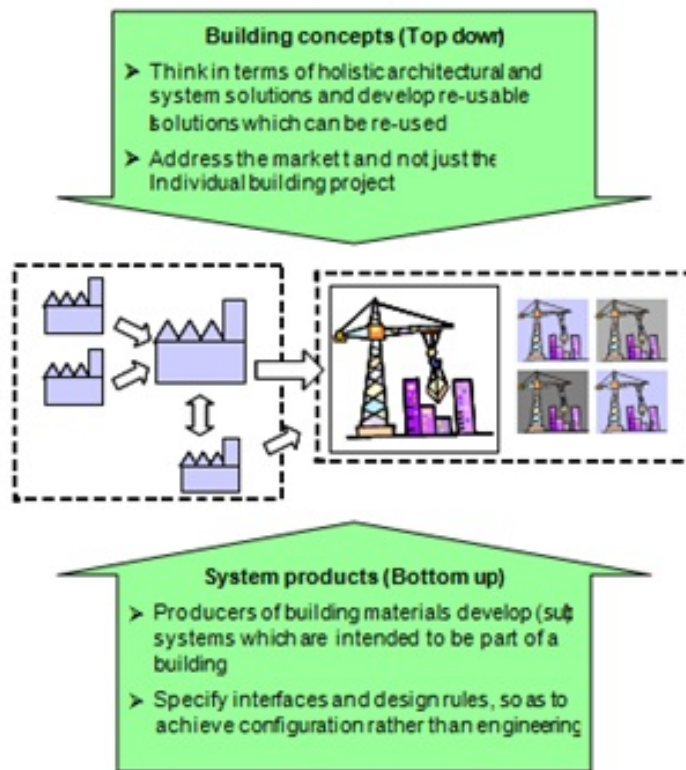 Building concepts (Top down)
➤ Think in terms of holistic architectural and
system solutions and develop re-usable
solutions which can be re-used
➤ Address the market t and not just the
Individual building project
System products (Bottom up)
➤ Producers of building materials develop (sub
systems which are intended to be part of a
building
➤ Specify interfaces and design rules, so as to
achieve configuration rather than engineering